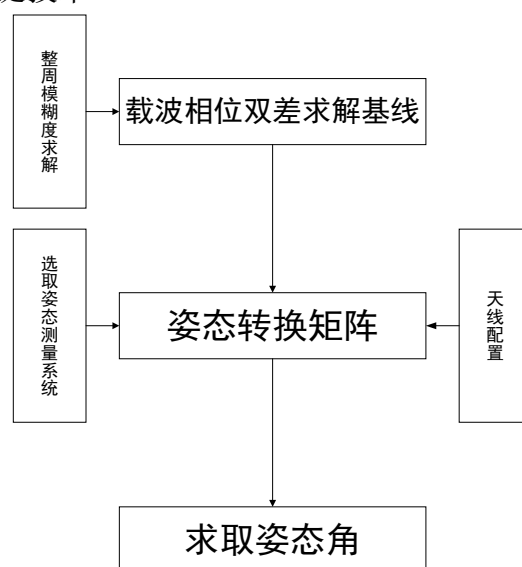 整周模糊度求解
载波相位双差求解基线
选取姿态测量系统
姿态转换矩阵
天线配置
求取姿态角